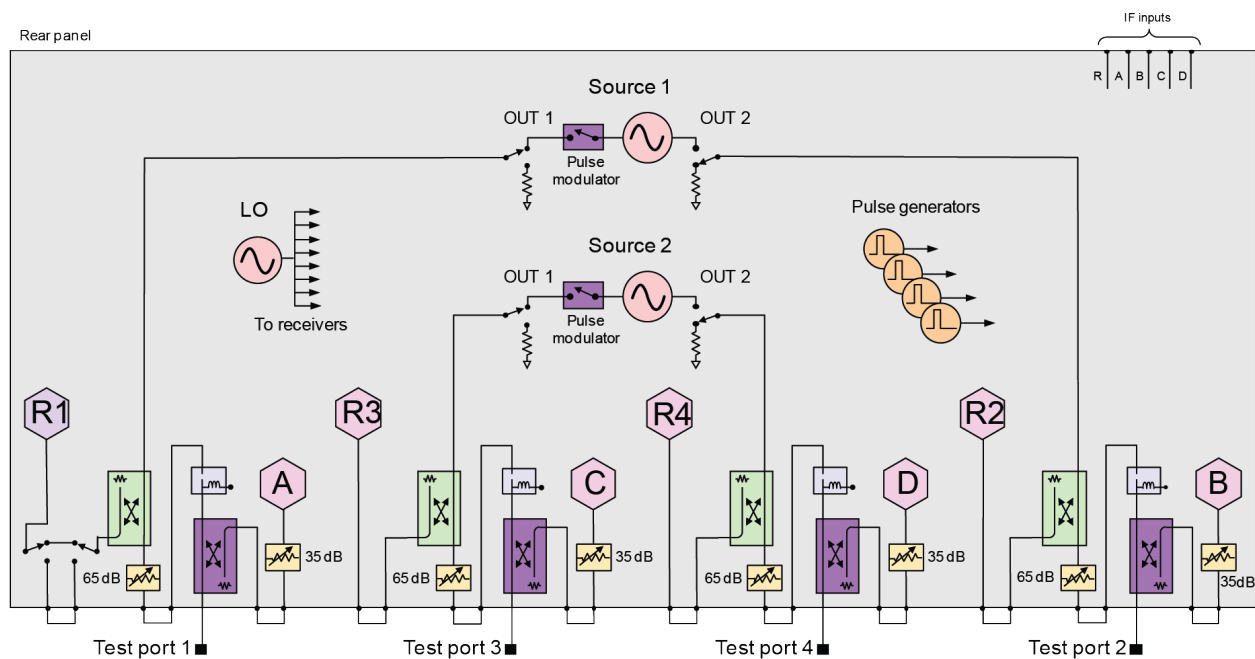 IF inputs
Rear panel
R A B C D
Source 1
OUT 1
OUT 2
Pulse
modulator
LO
Pulse generators
Source 2
OUT 1
OUT 2
To receivers
Pulse
modulator
R1
R3
R4
R2
A
C
D
B
35 dB
35 dB
35 dB
35dB
65 dB
65 dB
65 dB
65 dB
Test port 1
Test port 3
Test port 4
Test port 2